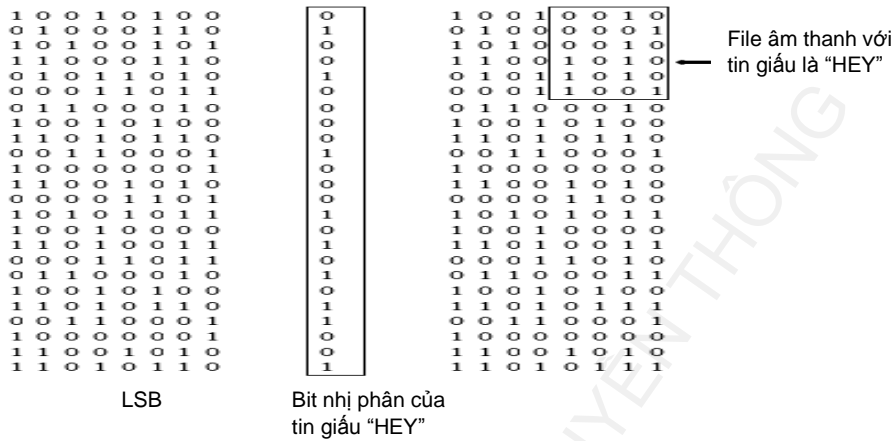 1 0 0 1 0 1 0 0 0 1 0 0 1 0 0 1 0
0 1 0 0 0 1 1 0 1 0 1 0 0 0 0 0 1
1 0 1 0 0 1 0 1 0 1 0 1 0 0 0 1 0
1 1 0 0 0 1 1 0 0 1 1 0 0 1 0 1 0
0 1 0 1 1 0 1 0 1 0 1 0 1 1 0 1 0
0 0 0 1 1 0 1 1 0 0 0 0 1 1 0 0 1
0 1 1 0 0 0 1 0 0 0 1 1 0 0 0 1 0
1 0 0 1 0 1 0 0 0 1 0 0 1 0 1 0 0
1 1 0 1 0 1 1 0 0 1 1 0 1 0 1 1 0
0 0 1 1 0 0 0 1 1 0 0 1 1 0 0 0 1
1 0 0 0 0 0 0 1 0 1 0 0 0 0 0 0 0
1 1 0 0 1 0 1 0 0 1 1 0 0 1 0 1 0
0 0 0 0 1 1 0 1 0 0 0 0 0 1 1 0 0
1 0 1 0 1 0 1 1 1 1 0 1 0 1 0 1 1
1 0 0 1 0 0 0 0 0 1 0 0 1 0 0 0 0
1 1 0 1 0 0 1 1 1 1 1 0 1 0 0 1 1
0 0 0 1 1 0 1 1 0 0 0 0 1 1 0 1 0
0 1 1 0 0 0 1 0 1 0 1 1 0 0 0 1 1
1 0 0 1 0 1 0 0 0 1 0 0 1 0 1 0 0
1 1 0 1 0 1 1 0 1 1 1 0 1 0 1 1 1
0 0 1 1 0 0 0 1 1 0 0 1 1 0 0 0 1
1 0 0 0 0 0 0 1 0 1 0 0 0 0 0 0 0
1 1 0 0 1 0 1 0 0 1 1 0 0 1 0 1 0
1 1 0 1 0 1 1 0 1 1 1 0 1 0 1 1 1
File âm thanh với
tin giấu là “HEY”
LSB
Bit nhị phân của
tin giấu “HEY”
THÔNG